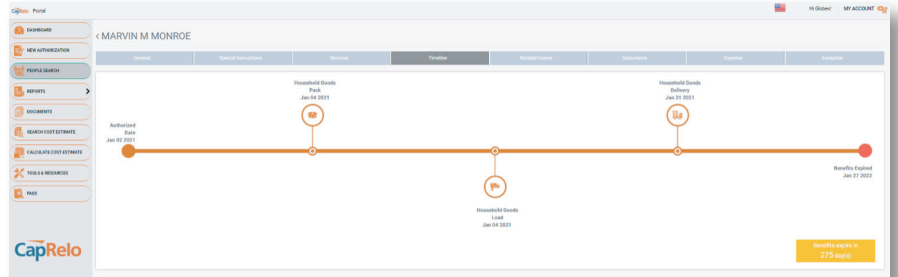 CapRelo Portal
Hi Globex!
MY ACCOUNT
DASHBOARD
NEW AUTHORIZATION
PEOPLE SEARCH
REPORTS
DOCUMENTS
SEARCH COST ESTIMATE
CALCULATE COST ESTIMATE
TOOLS & RESOURCES
FAQS
CapRelo
‹ MARVIN M MONROE
General
Special Instructions
Services
Timeline
Notable Events
Documents
Expense
Exception
Authorized
Date
Jan 02 2021
Household Goods
Pack
Jan 04 2021
Household Goods
Load
Jan 04 2021
Household Goods
Delivery
Jan 31 2021
Benefits Expired
Jan 27 2022
Benefits expire in
275 day(s)